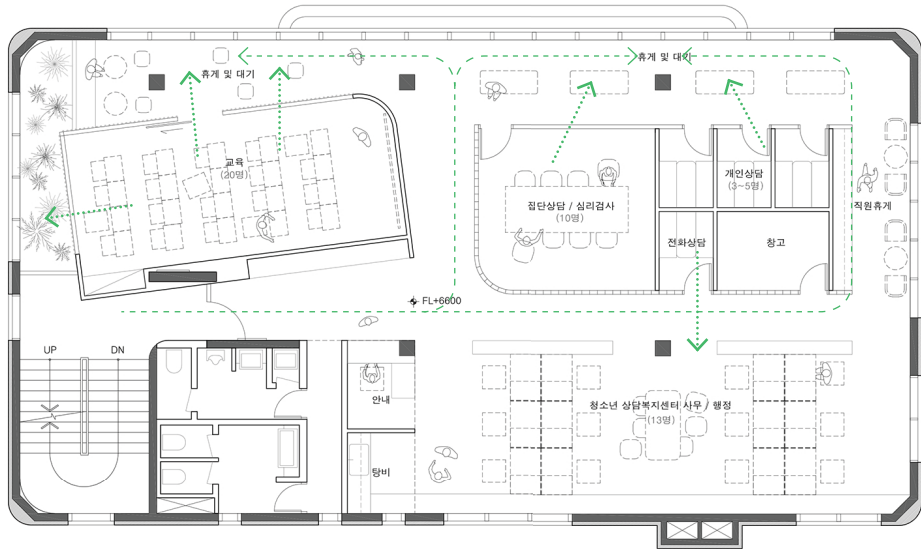 휴게 및 대기
휴게 및 대기
교육
(20명)
개인상담
(3~5명)
집단상담 / 심리검사
(10명)
직원휴게
전화상담
창고
FL+6600
UP
DN
안내
청소년 상담복지센터 사무 / 행정
(13명)
탕비